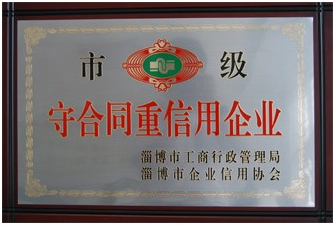 市级
守合同重信用企业
淄博市工商行政管理局
淄博市企业信用协会